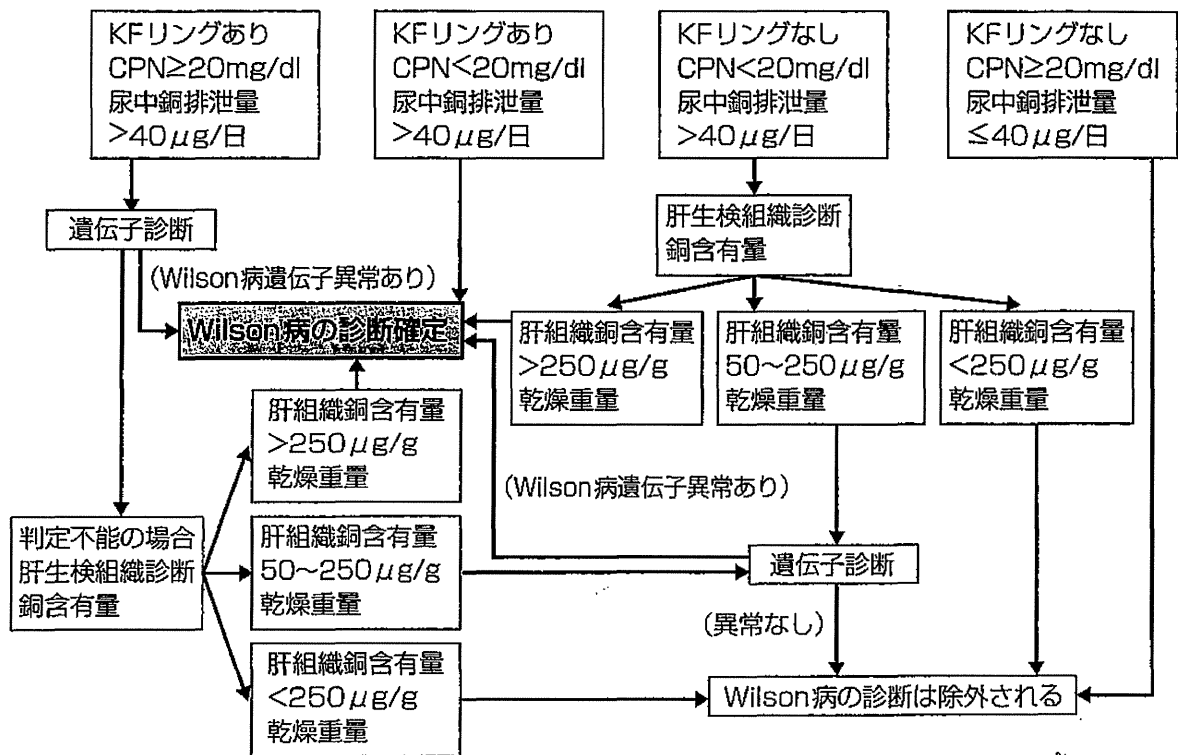 KFリングあり
CPN≥20mg/dl
尿中銅排泄量
>40μg/日
KFリングあり
CPN<20mg/dl
尿中銅排泄量
>40μg/日
KFリングなし
CPN<20mg/dl
尿中銅排泄量
>40μg/日
KFリングなし
CPN≥20mg/dl
尿中銅排泄量
≤40μg/日
遺伝子診断
肝生検組織診断
銅含有量
(Wilson病遺伝子異常あり)
Wilson病の診断確定
肝組織銅含有量
>250μg/g
乾燥重量
肝組織銅含有量
50〜250μg/g
乾燥重量
肝組織銅含有量
<250μg/g
乾燥重量
肝組織銅含有量
>250μg/g
乾燥重量
(Wilson病遺伝子異常あり)
判定不能の場合
肝生検組織診断
銅含有量
肝組織銅含有量
50〜250μg/g
乾燥重量
遺伝子診断
(異常なし)
肝組織銅含有量
<250μg/g
乾燥重量
Wilson病の診断は除外される